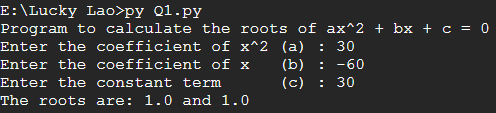 E:\Lucky Lao>py Q1.py
Program to calculate the roots of ax^2 + bx + c = 0
Enter the coefficient of x^2 (a) : 30
Enter the coefficient of x   (b) : -60
Enter the constant term      (c) : 30
The roots are: 1.0 and 1.0